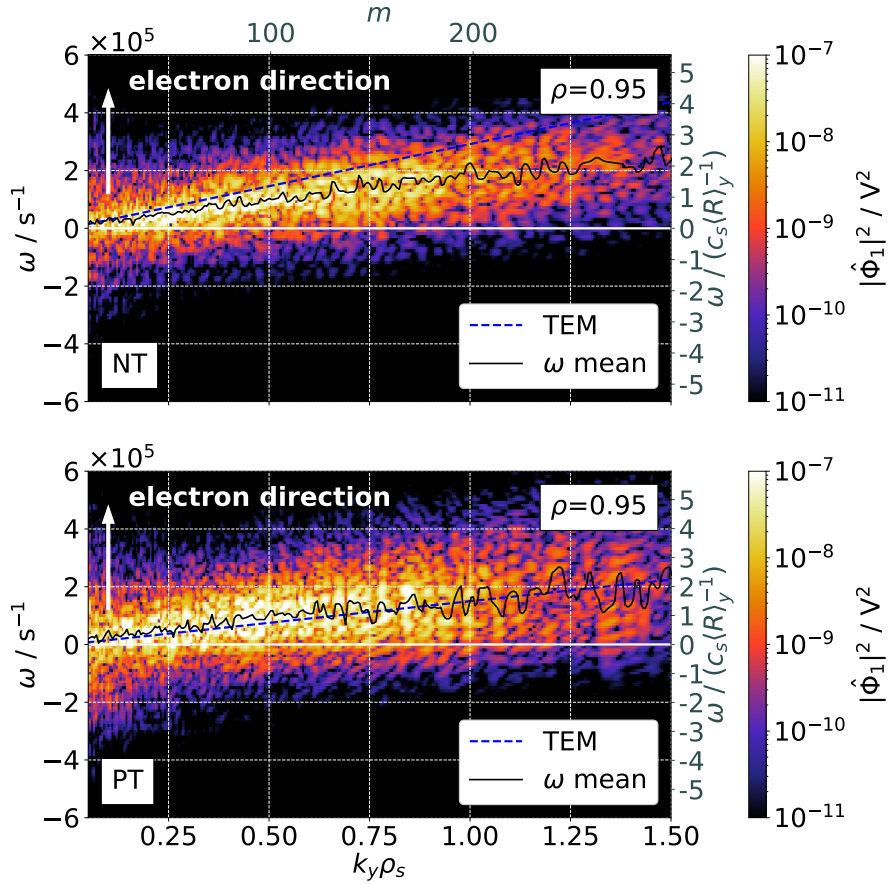 m
100 200
×10⁵
electron direction
ρ=0.95
6
4
2
0
−2
−4
−6
ω / s⁻¹
NT
TEM
ω mean
5
4
3
2
1
0
-1
-2
-3
-4
-5
ω / (c_s⟨R⟩_y⁻¹)
10⁻⁷
10⁻⁸
10⁻⁹
10⁻¹⁰
10⁻¹¹
|Φ̂₁|² / V²
×10⁵
electron direction
ρ=0.95
6
4
2
0
−2
−4
−6
ω / s⁻¹
PT
TEM
ω mean
5
4
3
2
1
0
-1
-2
-3
-4
-5
ω / (c_s⟨R⟩_y⁻¹)
10⁻⁷
10⁻⁸
10⁻⁹
10⁻¹⁰
10⁻¹¹
|Φ̂₁|² / V²
0.25 0.50 0.75 1.00 1.25 1.50
k_yρ_s